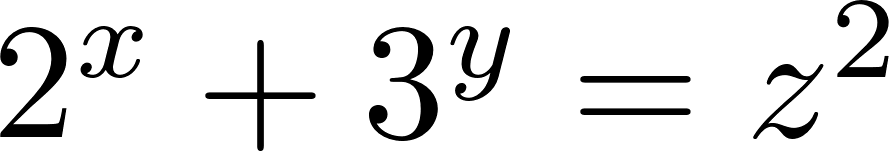 2^x + 3^y = z^2